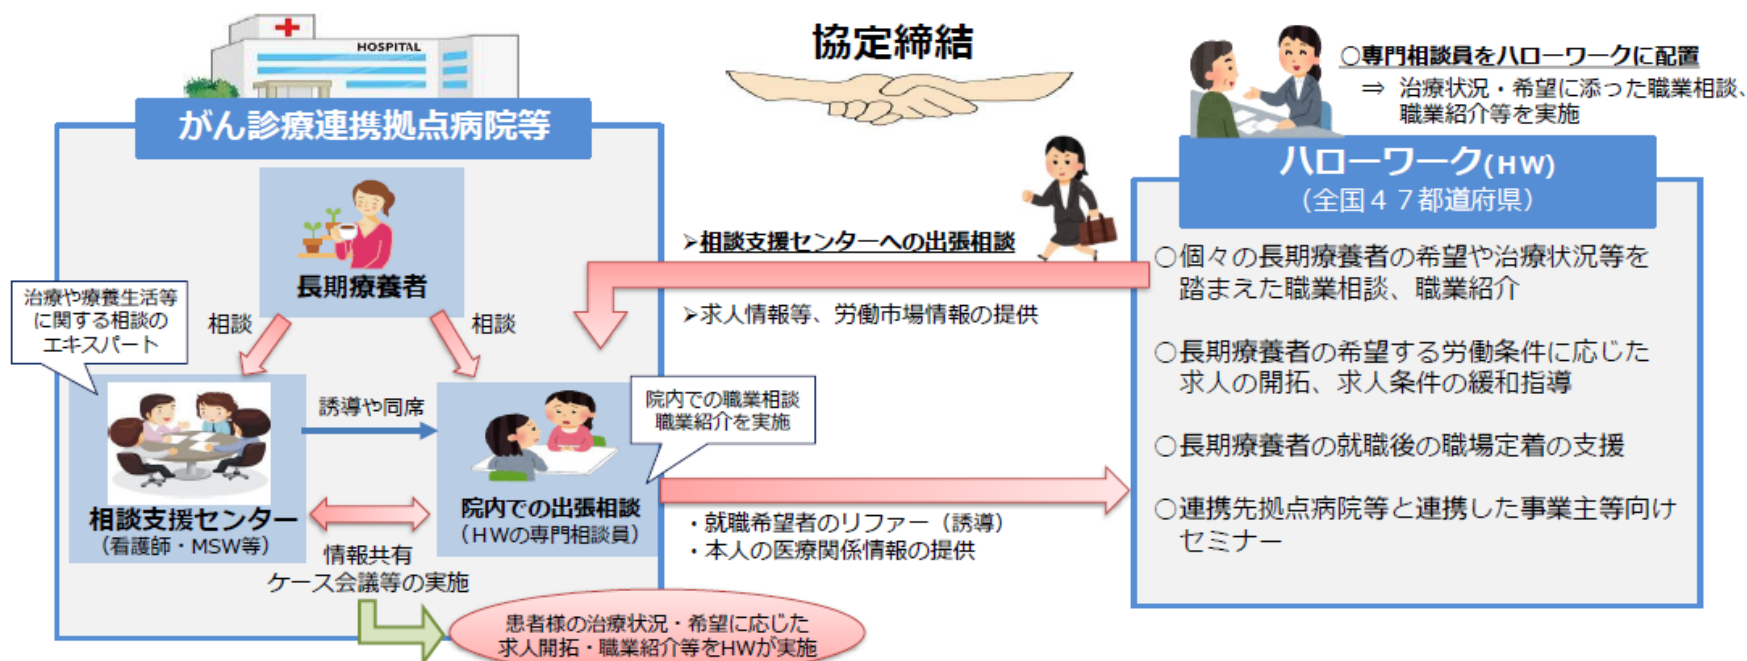 HOSPITAL
協定締結
○専門相談員をハローワークに配置
⇒ 治療状況・希望に添った職業相談、
職業紹介等を実施
がん診療連携拠点病院等
長期療養者
治療や療養生活等
に関する相談の
エキスパート
相談
相談
誘導や同席
相談支援センター
（看護師・MSW等）
院内での出張相談
（HWの専門相談員）
院内での職業相談
職業紹介を実施
情報共有
ケース会議等の実施
患者様の治療状況・希望に応じた
求人開拓・職業紹介等をHWが実施
➢相談支援センターへの出張相談
➢求人情報等、労働市場情報の提供
・就職希望者のリファー（誘導）
・本人の医療関係情報の提供
ハローワーク(HW)
（全国４７都道府県）
○個々の長期療養者の希望や治療状況等を
踏まえた職業相談、職業紹介
○長期療養者の希望する労働条件に応じた
求人の開拓、求人条件の緩和指導
○長期療養者の就職後の職場定着の支援
○連携先拠点病院等と連携した事業主等向け
セミナー